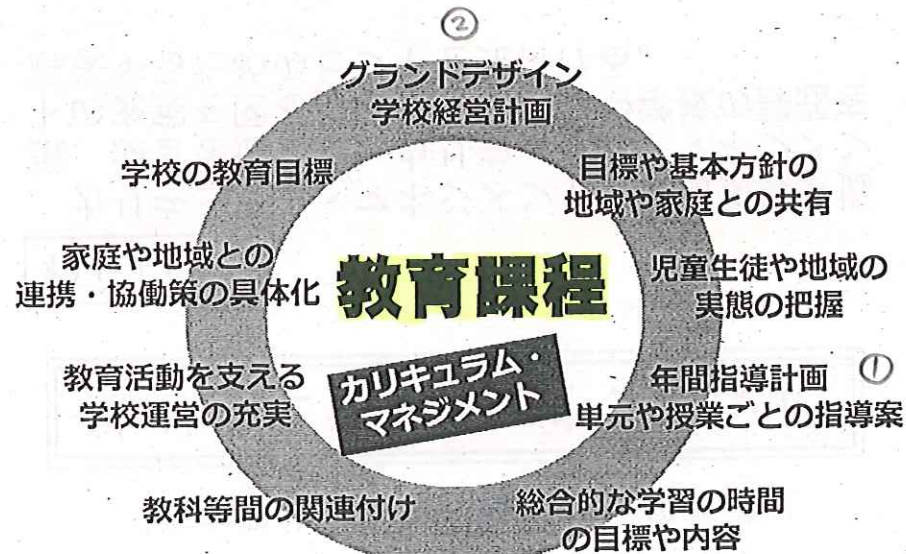 ②
グランドデザイン
学校経営計画
学校の教育目標
目標や基本方針の
地域や家庭との共有
家庭や地域との
連携・協働策の具体化
教育課程
児童生徒や地域の
実態の把握
教育活動を支える
学校運営の充実
カリキュラム・
マネジメント
年間指導計画 ①
単元や授業ごとの指導案
教科等間の関連付け
総合的な学習の時間
の目標や内容